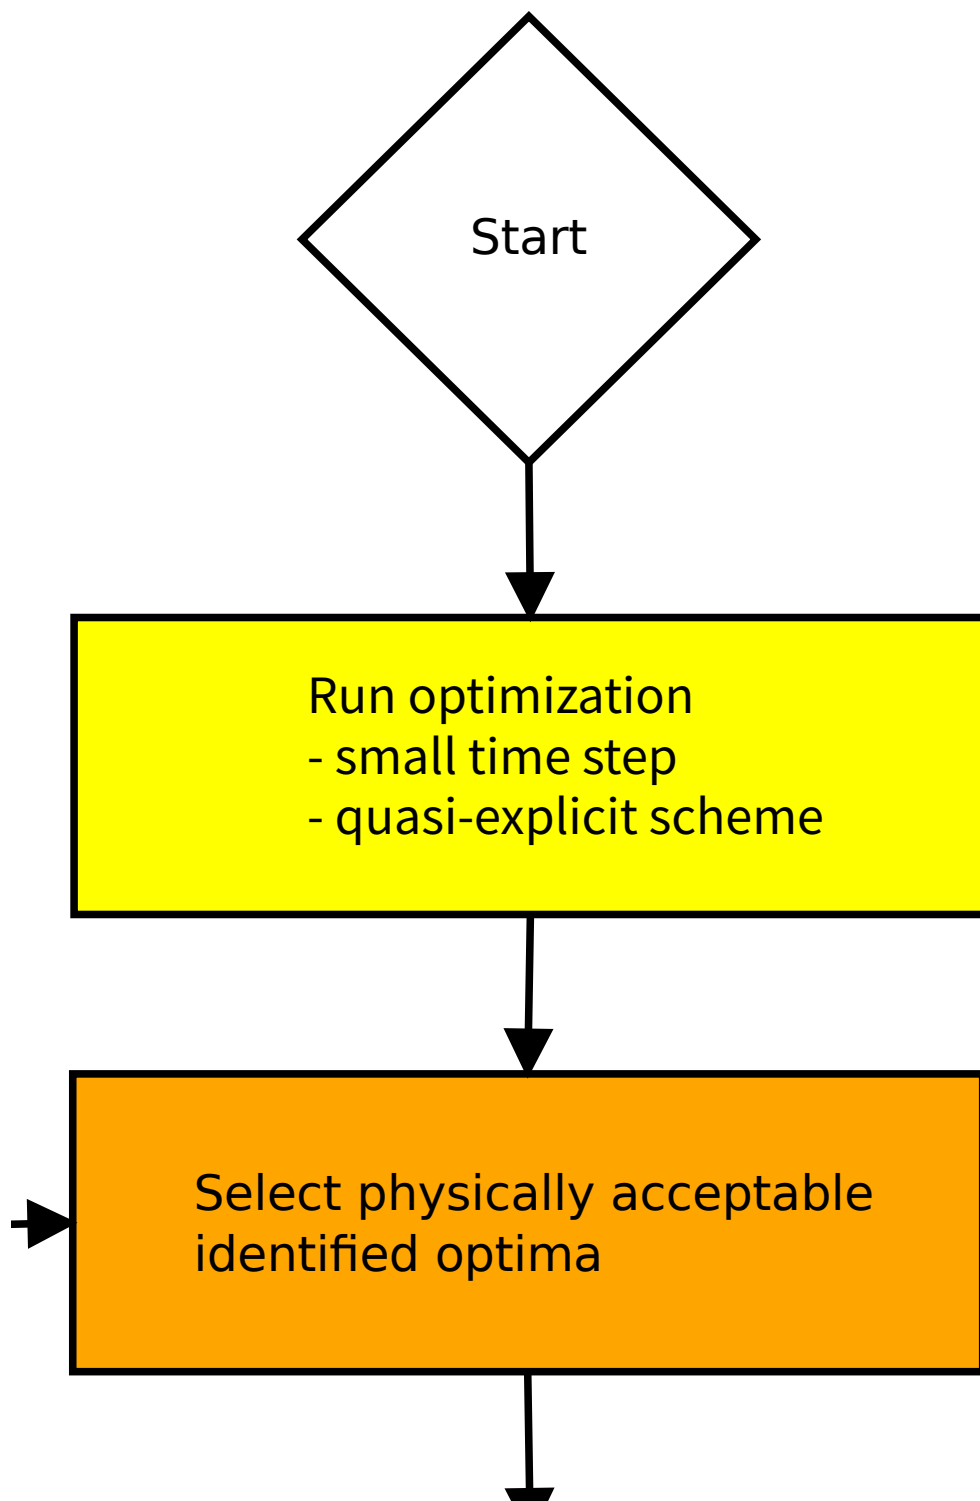 Start
Run optimization
- small time step
- quasi-explicit scheme
Select physically acceptable
identified optima